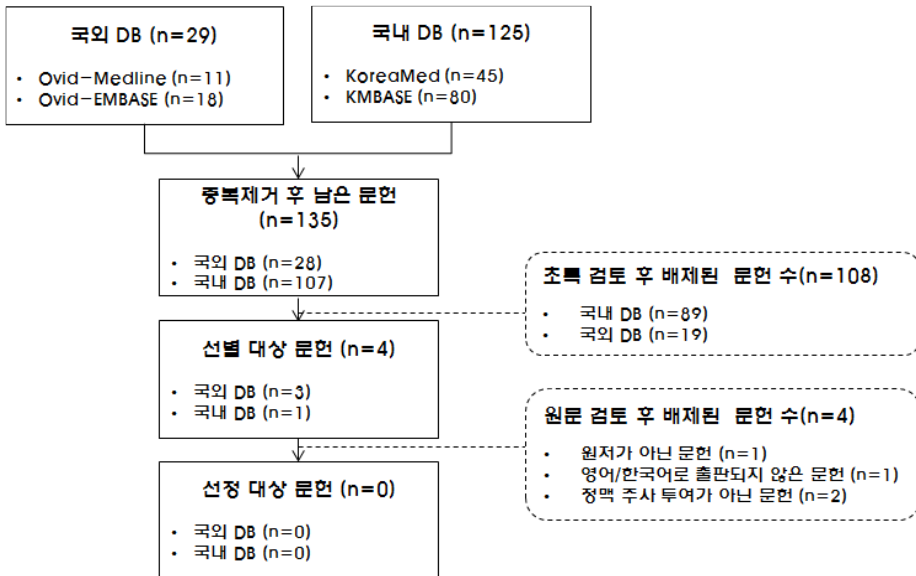 국외 DB (n=29)
• Ovid-Medline (n=11)
• Ovid-EMBASE (n=18)
국내 DB (n=125)
• KoreaMed (n=45)
• KMBASE (n=80)
중복제거 후 남은 문헌
(n=135)
• 국외 DB (n=28)
• 국내 DB (n=107)
초록 검토 후 배제된 문헌 수(n=108)
• 국내 DB (n=89)
• 국외 DB (n=19)
선별 대상 문헌 (n=4)
• 국외 DB (n=3)
• 국내 DB (n=1)
원문 검토 후 배제된 문헌 수(n=4)
• 원저가 아닌 문헌 (n=1)
• 영어/한국어로 출판되지 않은 문헌 (n=1)
• 정맥 주사 투여가 아닌 문헌 (n=2)
선정 대상 문헌 (n=0)
• 국외 DB (n=0)
• 국내 DB (n=0)